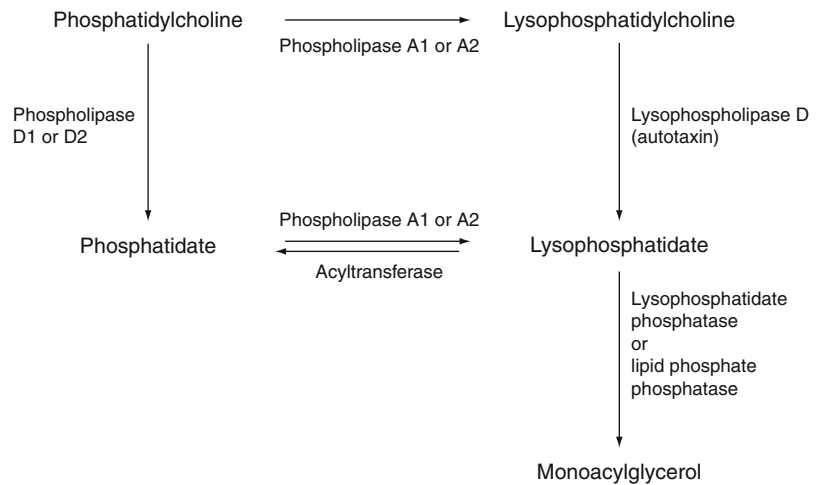 Phosphatidylcholine
Phospholipase A1 or A2
Lysophosphatidylcholine
Phospholipase
D1 or D2
Lysophospholipase D
(autotaxin)
Phosphatidate
Phospholipase A1 or A2
Acyltransferase
Lysophosphatidate
Lysophosphatidate
phosphatase
or
lipid phosphate
phosphatase
Monoacylglycerol